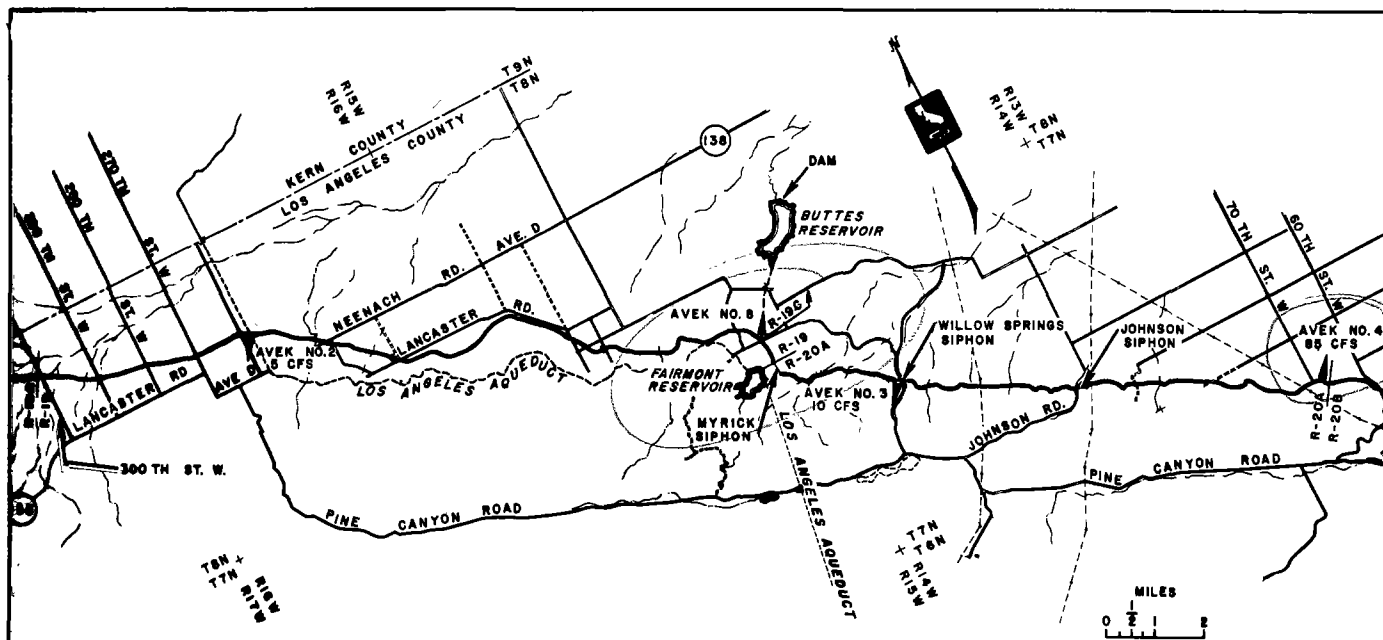 R15W
R16W
T9N
T8N
KERN COUNTY
LOS ANGELES COUNTY
138
N
R13W
R14W
T8N
T7N
DAM
BUTTES
RESERVOIR
270 TH
ST. W
ST. W
ST. W
NEENACH RD.
AVE. D
LANCASTER RD.
AVEK NO. 2
5 CFS
AVE. D
LANCASTER RD
LOS ANGELES AQUEDUCT
AVEK NO. 8
R-19C
R-19
R-20A
FAIRMONT
RESERVOIR
MYRICK
SIPHON
AVEK NO. 3
10 CFS
WILLOW SPRINGS
SIPHON
JOHNSON
SIPHON
70 TH
ST. W
60 TH
ST. W
AVEK NO. 4
85 CFS
R-20A
R-20B
JOHNSON RD.
300 TH ST. W.
PINE CANYON ROAD
PINE CANYON ROAD
LOS ANGELES AQUEDUCT
T8N
T7N
R16W
R17W
T7N
T6N
R14W
R15W
MILES
0 1/2 1 2